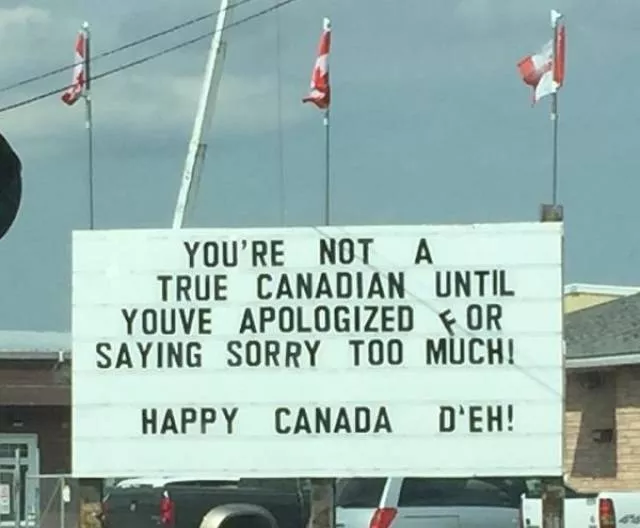 YOU'RE NOT A
TRUE CANADIAN UNTIL
YOUVE APOLOGIZED FOR
SAYING SORRY TOO MUCH!
HAPPY CANADA D'EH!